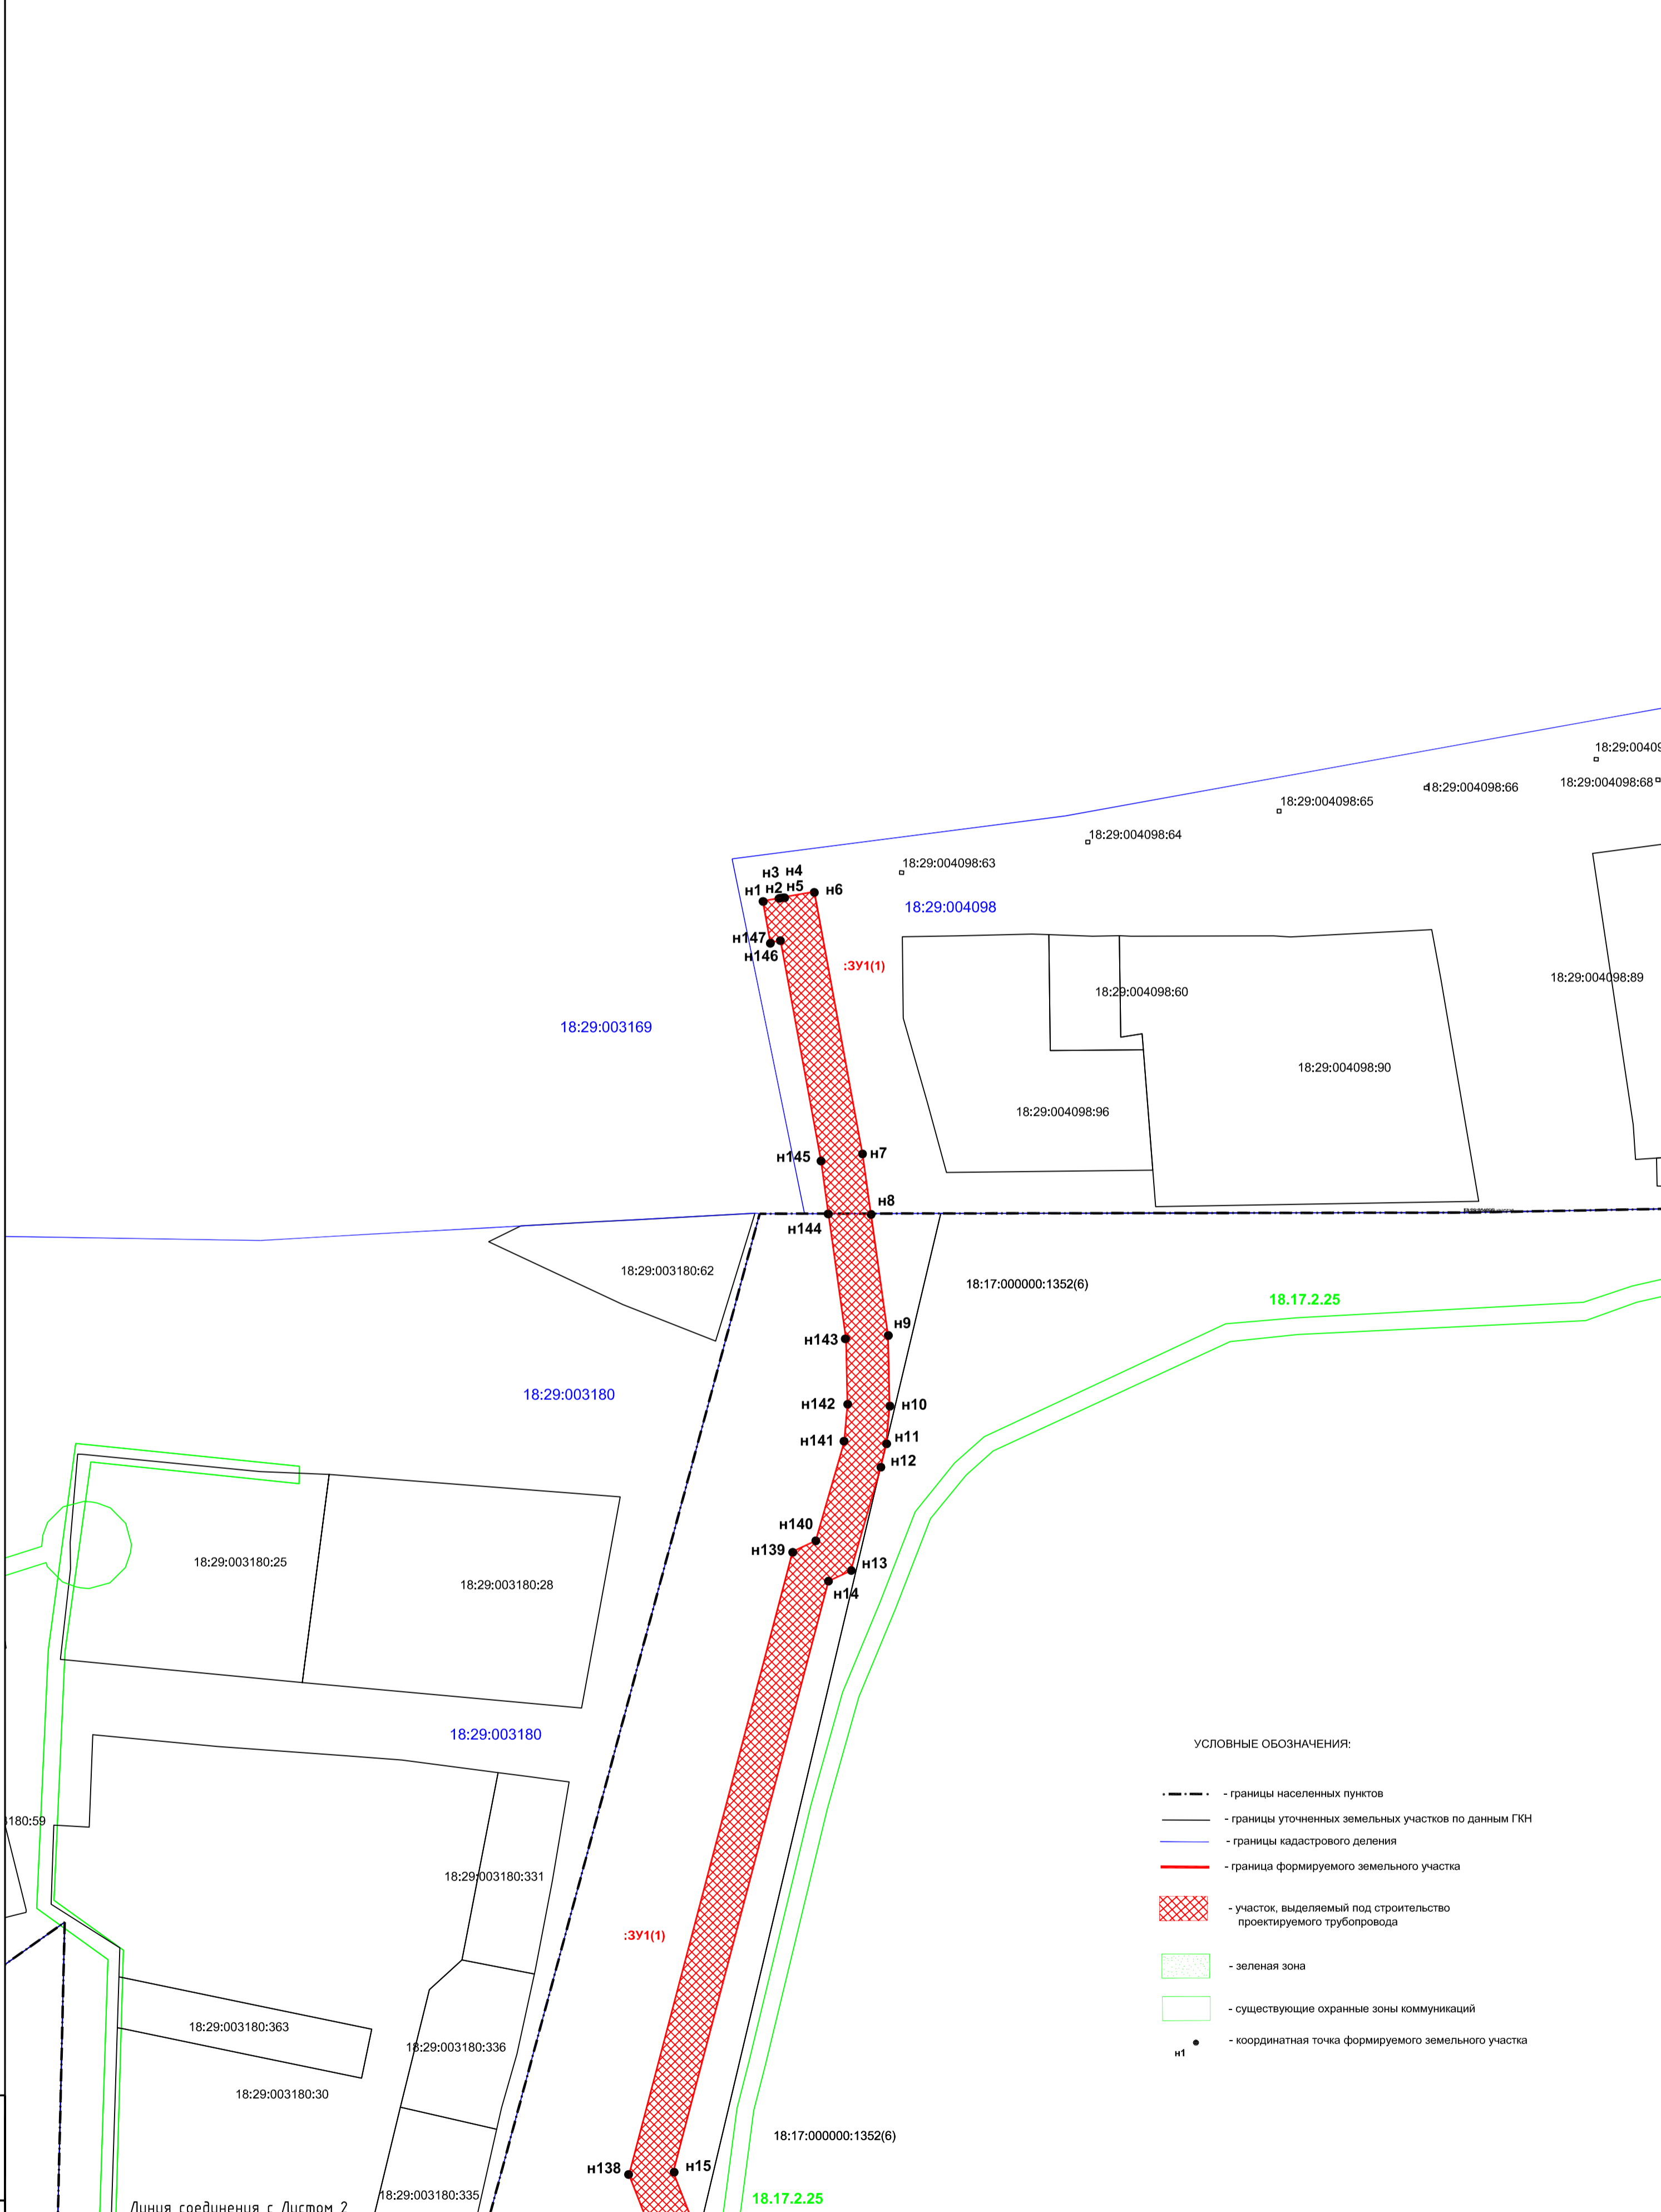 18:29:004098:66
18:29:004098:68
18:29:004098:65
18:29:004098:64
18:29:004098:63
н3 н4
н1 н2 н5 н6
18:29:004098
н147
н146
:ЗУ1(1)
18:29:004098:89
18:29:004098:60
18:29:003169
18:29:004098:90
18:29:004098:96
н145
н7
н8
н144
18:29:003180:62
18:17:000000:1352(6)
18.17.2.25
н9
н143
18:29:003180
н142
н10
н141
н11
н12
н140
н139
18:29:003180:25
н13
18:29:003180:28
н14
18:29:003180
УСЛОВНЫЕ ОБОЗНАЧЕНИЯ:
- границы населенных пунктов
- границы уточненных земельных участков по данным ГКН
- границы кадастрового деления
- граница формируемого земельного участка
- участок, выделяемый под строительство
проектируемого трубопровода
- зеленая зона
- существующие охранные зоны коммуникаций
- координатная точка формируемого земельного участка
н1
180:59
18:29:003180:331
:ЗУ1(1)
18:29:003180:363
18:29:003180:336
18:29:003180:30
18:17:000000:1352(6)
н138
н15
18:29:003180:335
18.17.2.25
Линия соединения с Листом 2